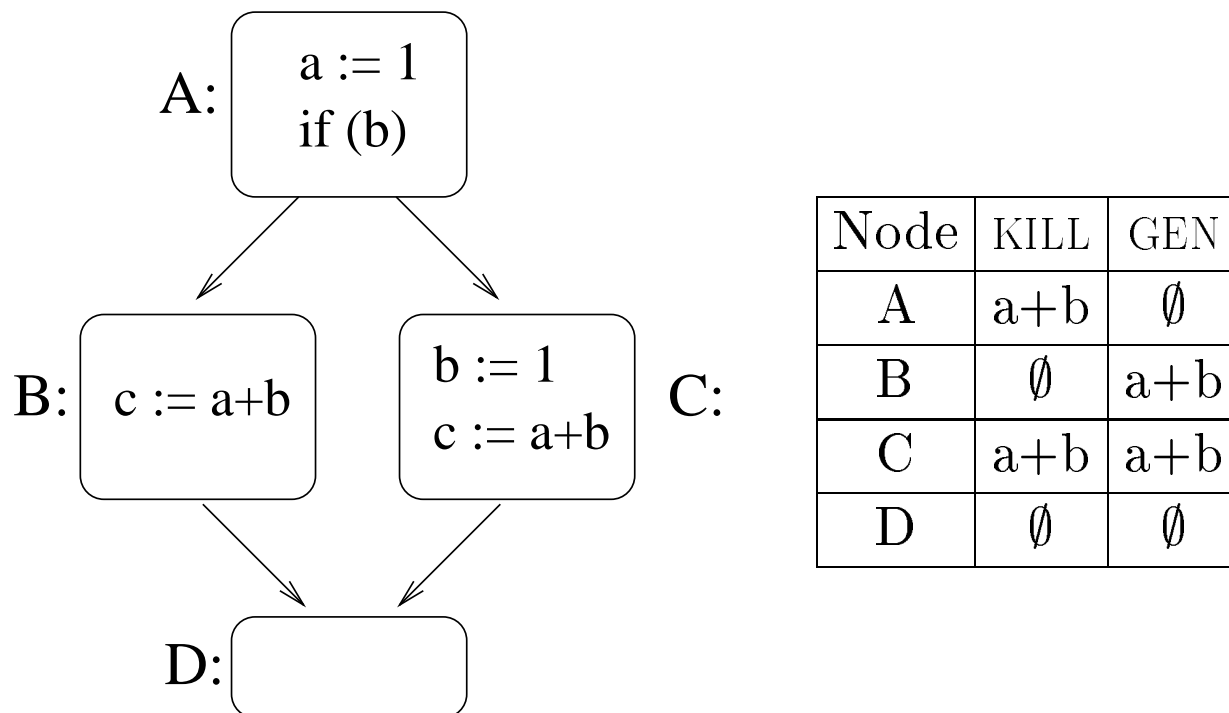 A:
a := 1
if (b)
B:
c := a+b
b := 1
c := a+b
C:
D:
Node KILL GEN
A a+b ∅
B ∅ a+b
C a+b a+b
D ∅ ∅